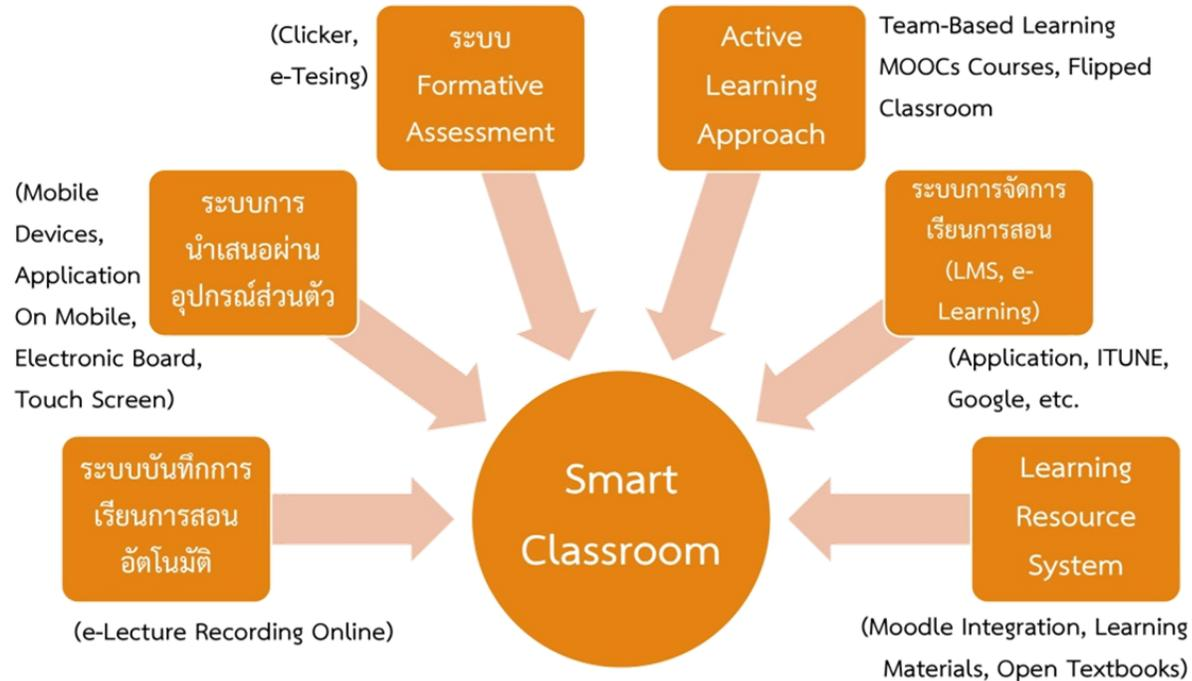 (Clicker,
e-Tesing)
ระบบ
Formative
Assessment
Active
Learning
Approach
Team-Based Learning
MOOCs Courses, Flipped
Classroom
(Mobile
Devices,
Application
On Mobile,
Electronic Board,
Touch Screen)
ระบบการ
นำเสนอผ่าน
อุปกรณ์ส่วนตัว
ระบบการจัดการ
เรียนการสอน
(LMS, e-
Learning)
(Application, ITUNE,
Google, etc.
ระบบบันทึกการ
เรียนการสอน
อัตโนมัติ
(e-Lecture Recording Online)
Smart
Classroom
Learning
Resource
System
(Moodle Integration, Learning
Materials, Open Textbooks)